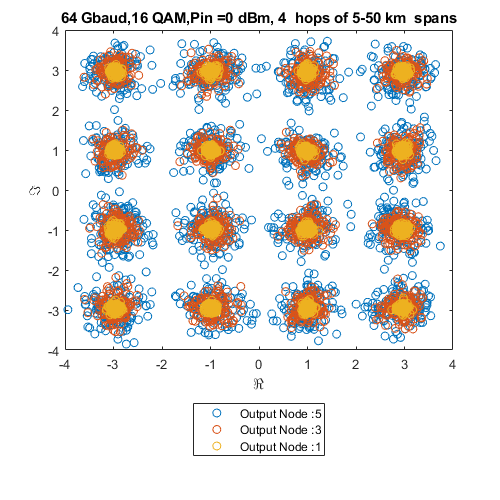 64 Gbaud,16 QAM,Pin =0 dBm, 4 hops of 5-50 km spans
4
3
2
1
0
-1
-2
-3
-4
ℑ
-4 -3 -2 -1 0 1 2 3 4
ℜ
Output Node :5
Output Node :3
Output Node :1